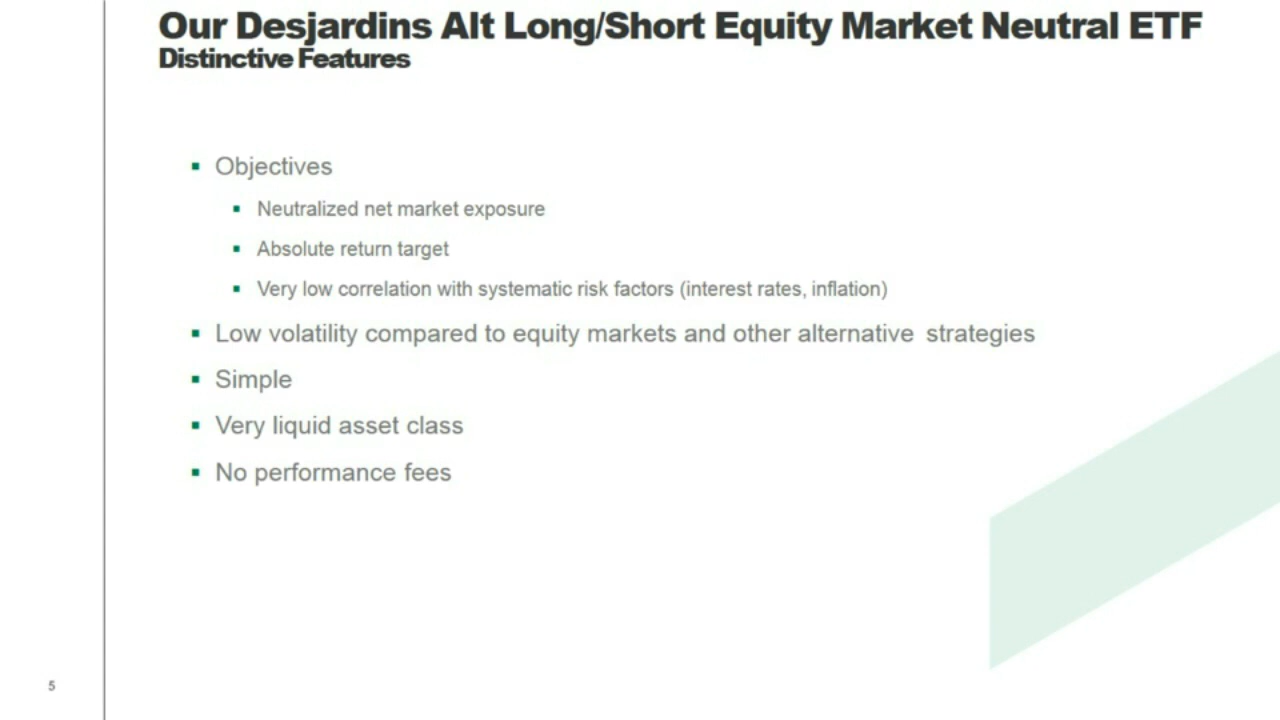 Our Desjardins Alt Long/Short Equity Market Neutral ETF
Distinctive Features
▪ Objectives
▪ Neutralized net market exposure
▪ Absolute return target
▪ Very low correlation with systematic risk factors (interest rates, inflation)
▪ Low volatility compared to equity markets and other alternative strategies
▪ Simple
▪ Very liquid asset class
▪ No performance fees
5